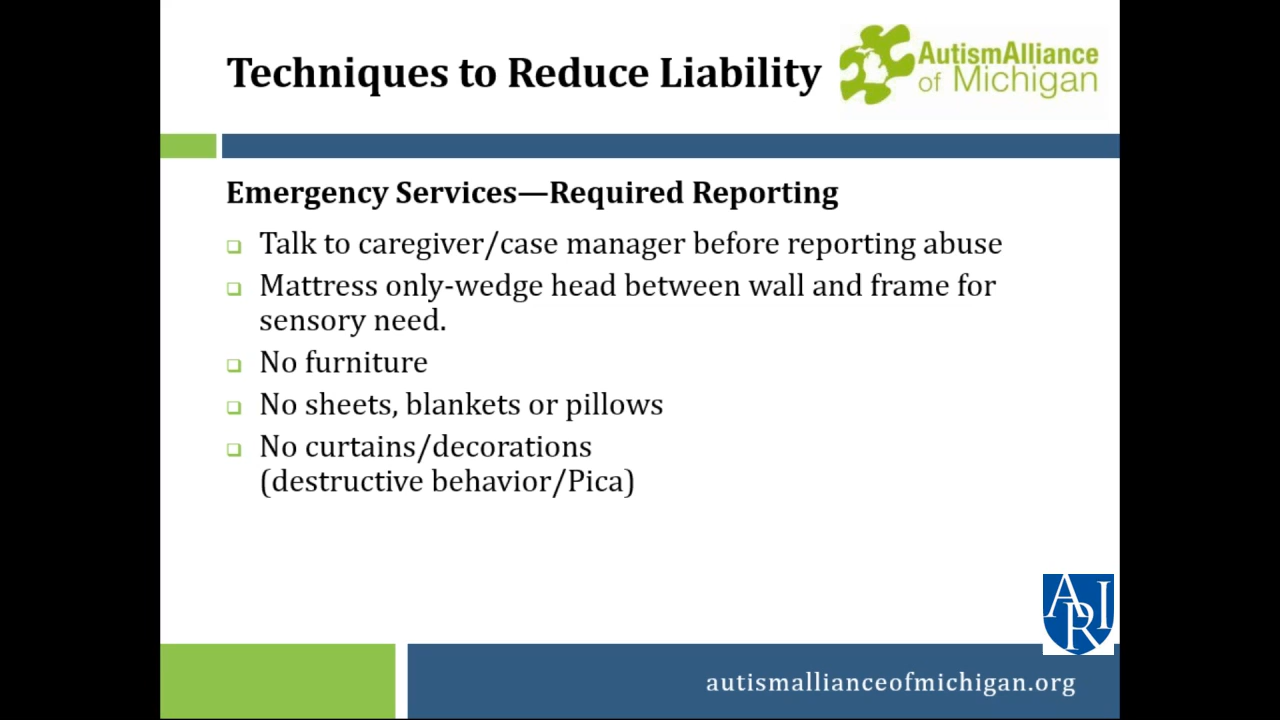 Techniques to Reduce Liability
AutismAlliance
of Michigan
Emergency Services—Required Reporting
Talk to caregiver/case manager before reporting abuse
Mattress only-wedge head between wall and frame for
sensory need.
No furniture
No sheets, blankets or pillows
No curtains/decorations
(destructive behavior/Pica)
ARI
autismallianceofmichigan.org